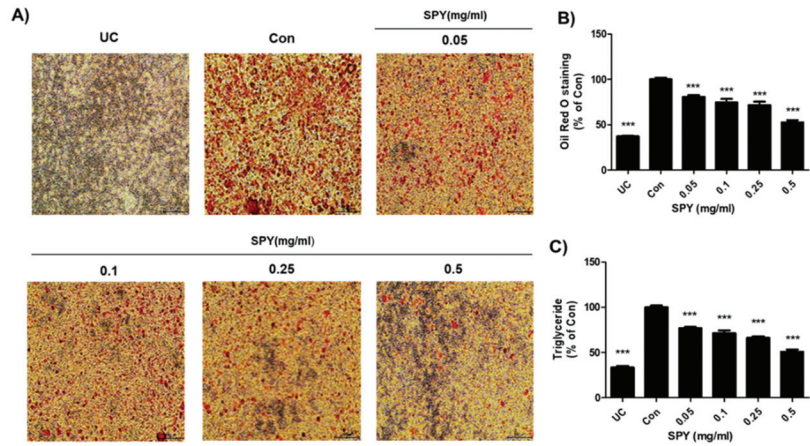 A)
UC
Con
SPY(mg/ml)
0.05
SPY(mg/ml)
0.1
0.25
0.5
B)
Oil Red O staining
(% of Con)
150
100
50
0
***
***
***
***
***
UC
Con
0.05
0.1
0.25
0.5
SPY (mg/ml)
C)
Triglyceride
(% of Con)
150
100
50
0
***
***
***
***
***
UC
Con
0.05
0.1
0.25
0.5
SPY (mg/ml)